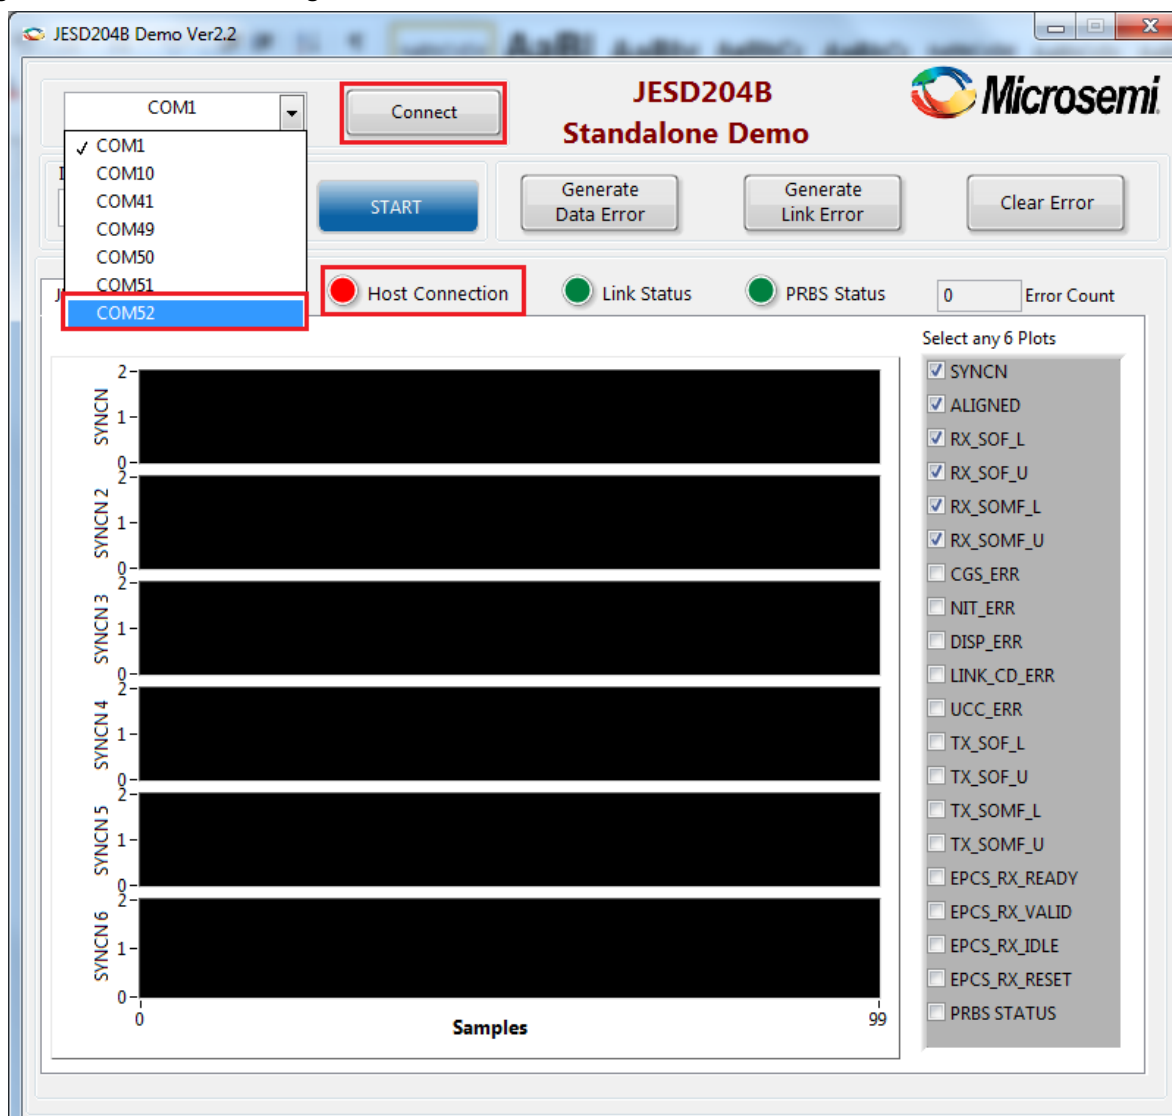 JESD204B Demo Ver2.2
COM1
Connect
JESD204B
Standalone Demo
Microsemi
✓ COM1
COM10
COM41
COM49
COM50
COM51
COM52
START
Generate
Data Error
Generate
Link Error
Clear Error
Host Connection
Link Status
PRBS Status
0 Error Count
Select any 6 Plots
SYNCN
ALIGNED
RX_SOF_L
RX_SOF_U
RX_SOMF_L
RX_SOMF_U
CGS_ERR
NIT_ERR
DISP_ERR
LINK_CD_ERR
UCC_ERR
TX_SOF_L
TX_SOF_U
TX_SOMF_L
TX_SOMF_U
EPCS_RX_READY
EPCS_RX_VALID
EPCS_RX_IDLE
EPCS_RX_RESET
PRBS STATUS
SYNCN
2
1
0
SYNCN 2
2
1
0
SYNCN 3
2
1
0
SYNCN 4
2
1
0
SYNCN 5
2
1
0
SYNCN 6
2
1
0
0 Samples 99